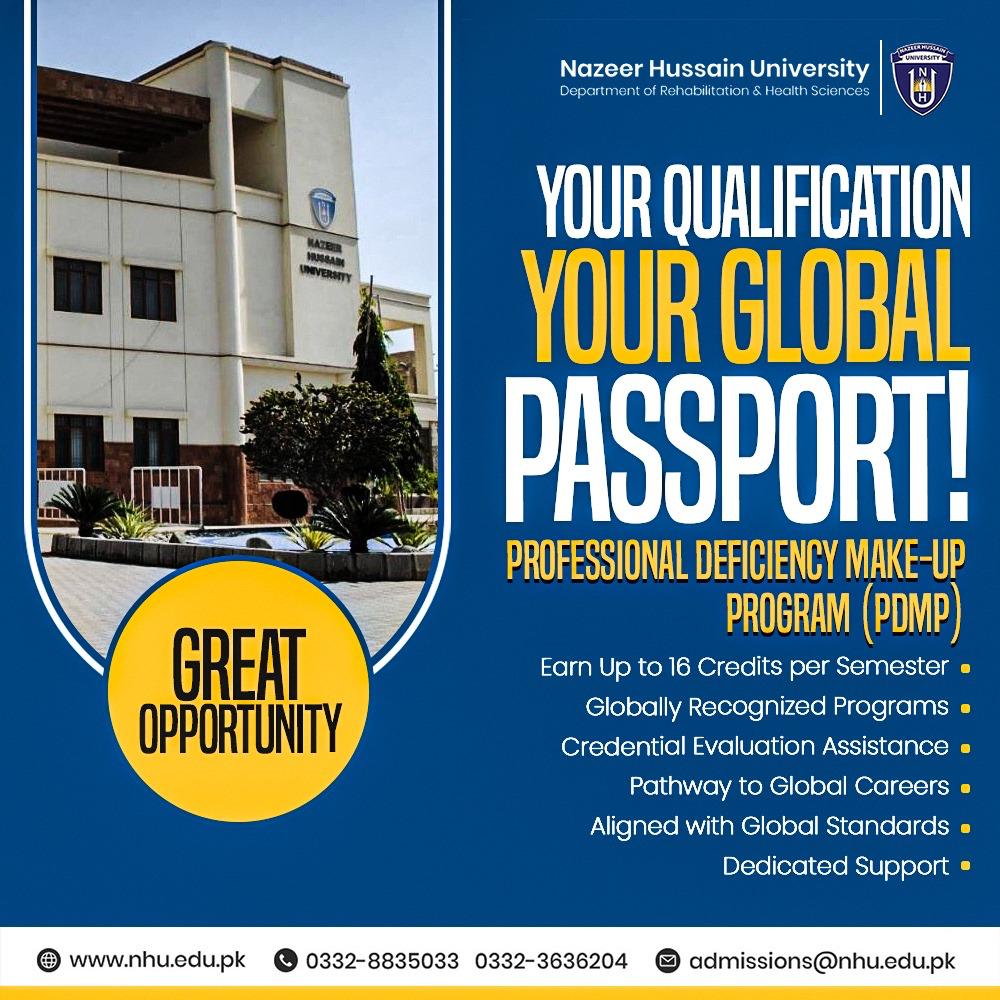 Nazeer Hussain University
Department of Rehabilitation & Health Sciences
NAZEER HUSSAIN
UNIVERSITY
N
U
H
NAZEER
HUSSAIN
UNIVERSITY
YOUR QUALIFICATION
YOUR GLOBAL
PASSPORT!
PROFESSIONAL DEFICIENCY MAKE-UP
PROGRAM (PDMP)
Earn Up to 16 Credits per Semester
Globally Recognized Programs
Credential Evaluation Assistance
Pathway to Global Careers
Aligned with Global Standards
Dedicated Support
GREAT
OPPORTUNITY
www.nhu.edu.pk 0332-8835033 0332-3636204 admissions@nhu.edu.pk